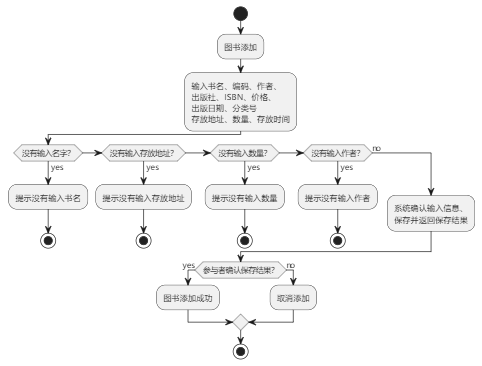 图书添加
输入书名、编码、作者、
出版社、ISBN、价格、
出版日期、分类号
存放地址、数量、存放时间
没有输入名字?
没有输入存放地址?
没有输入数量?
没有输入作者?
no
yes
yes
yes
yes
提示没有输入书名
提示没有输入存放地址
提示没有输入数量
提示没有输入作者
系统确认输入信息、
保存并返回保存结果
yes
参与者确认保存结果?
no
图书添加成功
取消添加